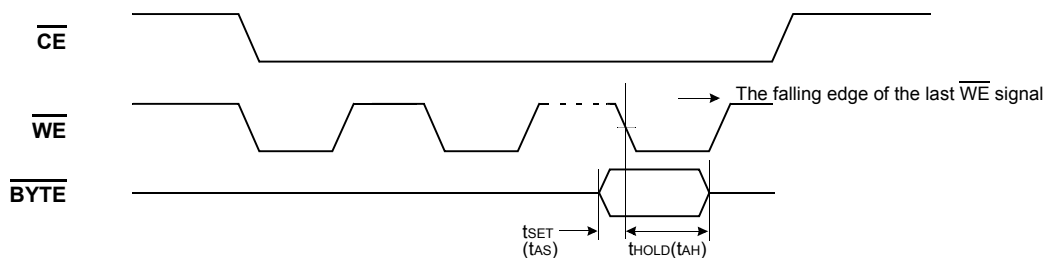 CE
The falling edge of the last WE signal
WE
BYTE
tSET
(tAS)
tHOLD(tAH)